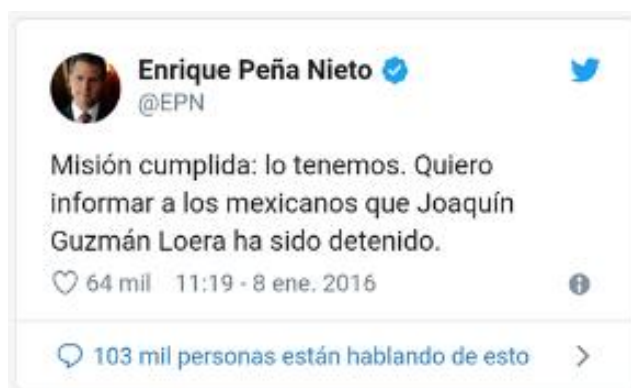 Enrique Peña Nieto
@EPN
Misión cumplida: lo tenemos. Quiero
informar a los mexicanos que Joaquín
Guzmán Loera ha sido detenido.
64 mil 11:19 - 8 ene. 2016
103 mil personas están hablando de esto